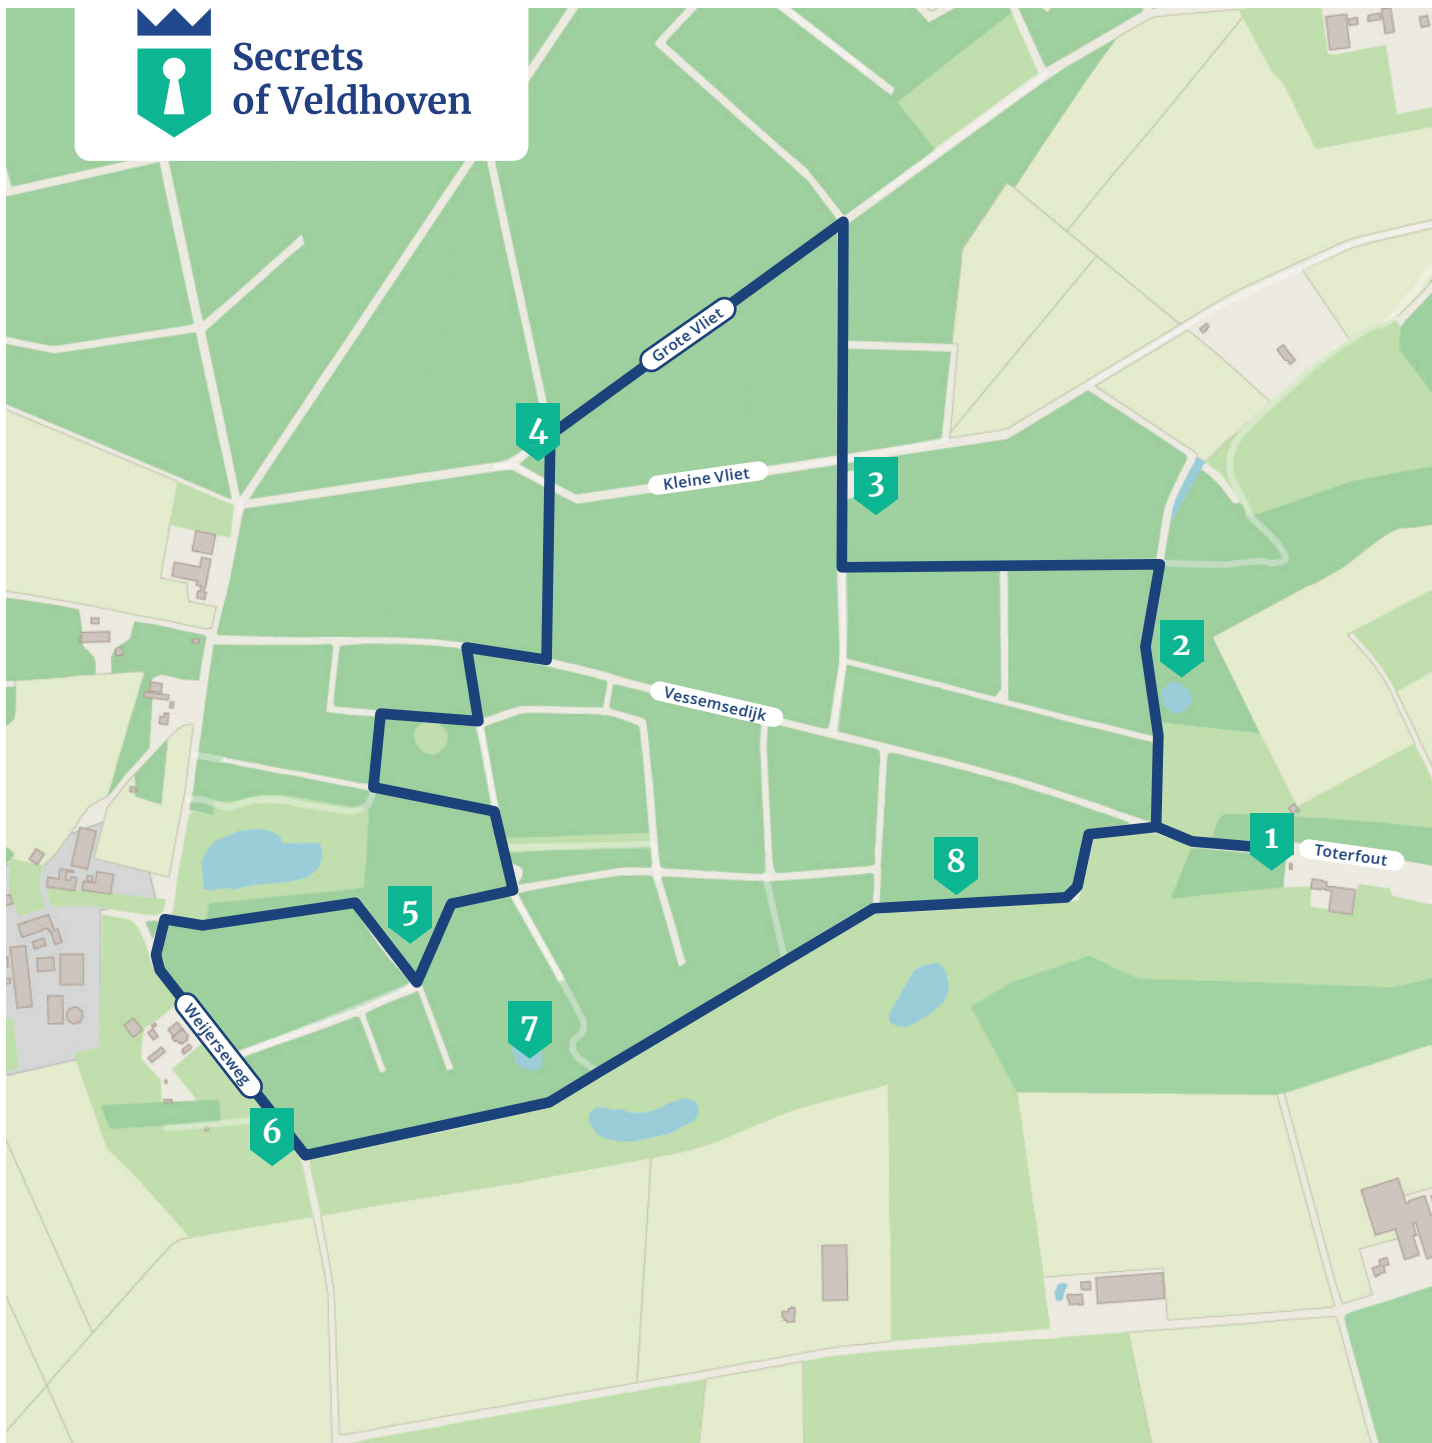 Secrets
of Veldhoven
Grote Vliet
4
Kleine Vliet
3
2
Vessemsedijk
1
Toterfout
8
5
Weijerseweg
7
6